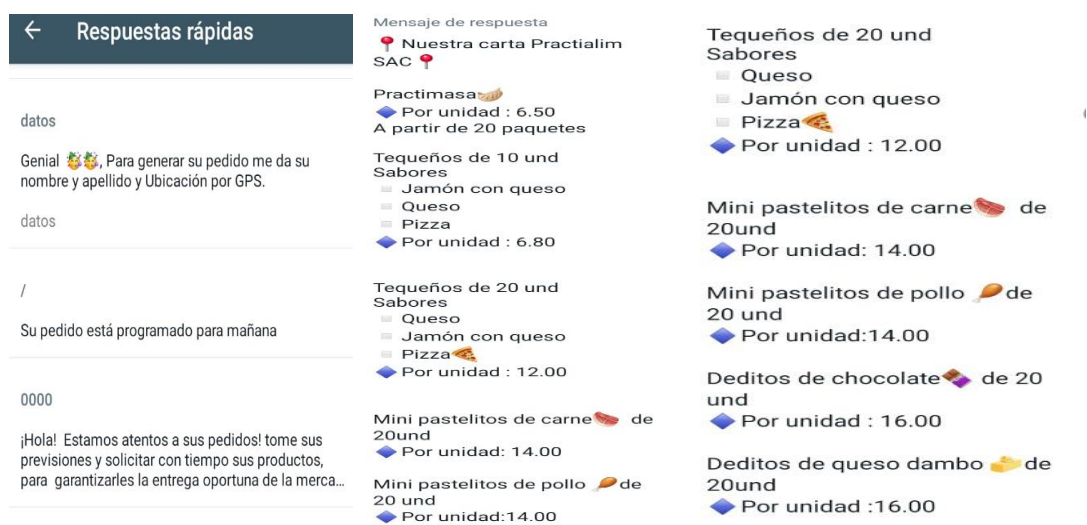 Respuestas rápidas
datos
Genial 🥳🥳, Para generar su pedido me da su
nombre y apellido y Ubicación por GPS.
datos
/
Su pedido está programado para mañana
0000
¡Hola! Estamos atentos a sus pedidos! tome sus
previsiones y solicitar con tiempo sus productos,
para garantizarles la entrega oportuna de la merca...
Mensaje de respuesta
📍 Nuestra carta Practialim
SAC📍
Practimasa🥟
🔷 Por unidad : 6.50
A partir de 20 paquetes
Tequeños de 10 und
Sabores
▫️ Jamón con queso
▫️ Queso
▫️ Pizza
🔷 Por unidad : 6.80
Tequeños de 20 und
Sabores
▫️ Queso
▫️ Jamón con queso
▫️ Pizza🍕
🔷 Por unidad : 12.00
Mini pastelitos de carne🥩 de
20und
🔷 Por unidad: 14.00
Mini pastelitos de pollo 🍗de
20 und
🔷 Por unidad:14.00
Tequeños de 20 und
Sabores
▫️ Queso
▫️ Jamón con queso
▫️ Pizza🍕
🔷 Por unidad : 12.00
Mini pastelitos de carne🥩 de
20und
🔷 Por unidad: 14.00
Mini pastelitos de pollo 🍗de
20 und
🔷 Por unidad:14.00
Deditos de chocolate🍫 de 20
und
🔷 Por unidad : 16.00
Deditos de queso dambo 🧀de
20und
🔷 Por unidad :16.00